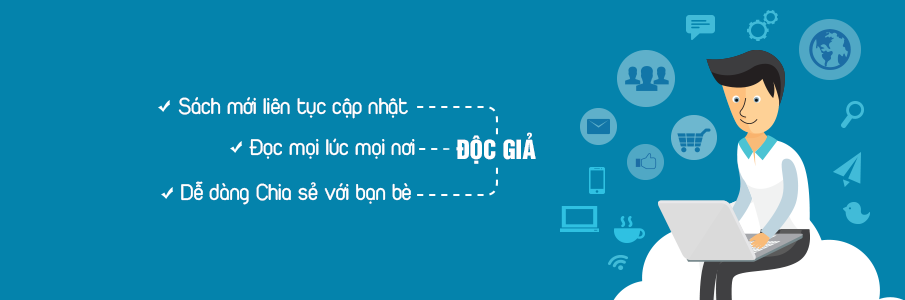 Sách mới liên tục cập nhật
Đọc mọi lúc mọi nơi
ĐỘC GIẢ
Dễ dàng Chia sẻ với bạn bè